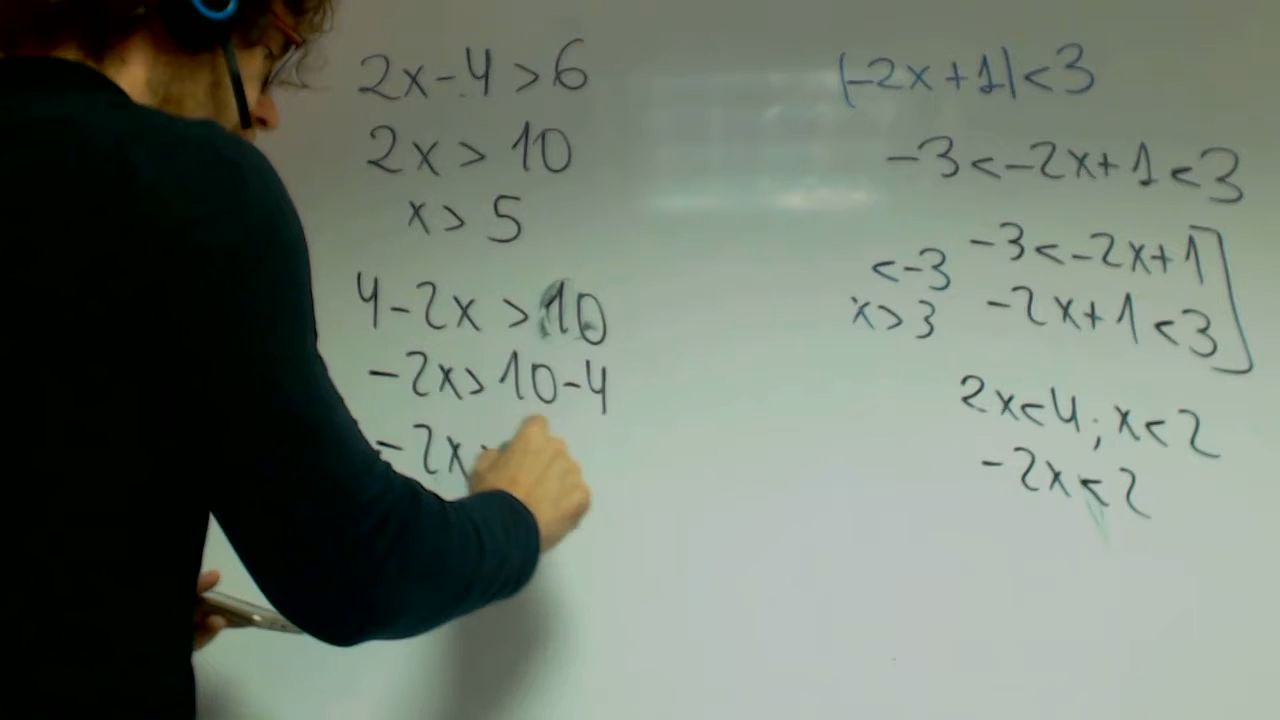 2x-4>6
2x>10
x>5
4-2x>10
-2x>10-4
-2x
|-2x+1|<3
-3<-2x+1<3
-3<-2x+1
-2x+1<3
<-3
x>3
2x<4; x<2
-2x<2